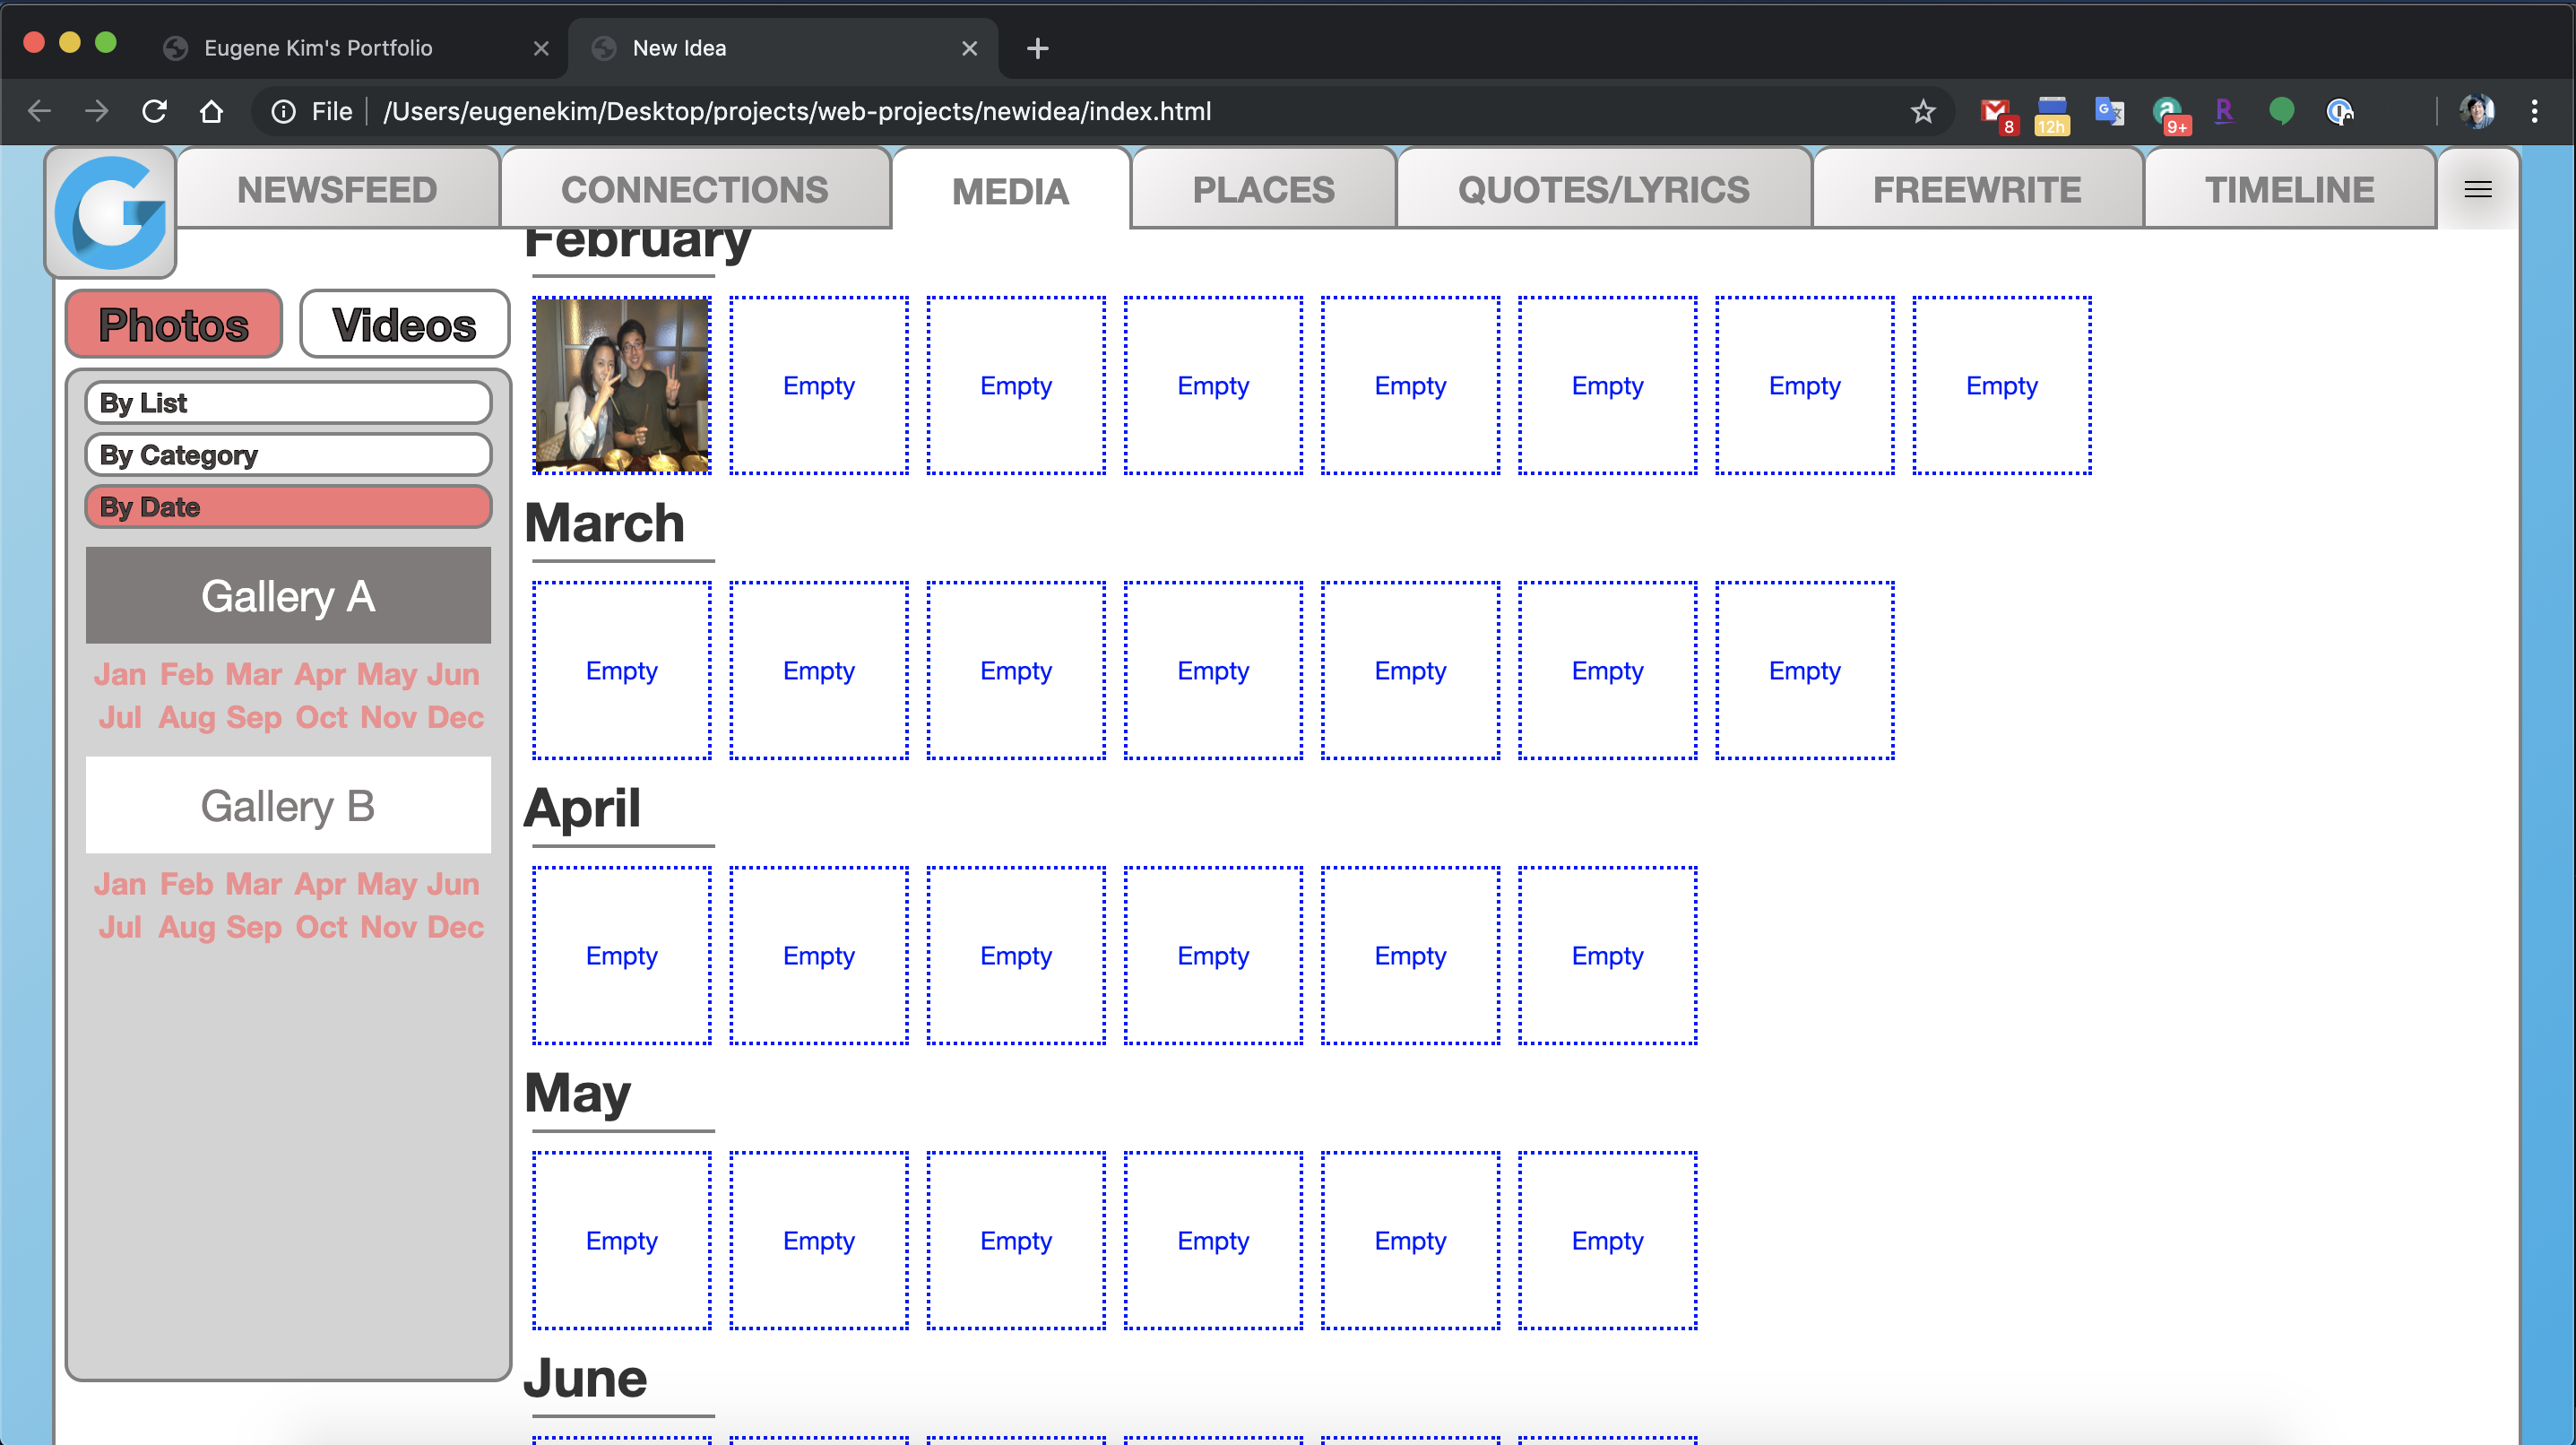 Eugene Kim's Portfolio
New Idea
File
/Users/eugenekim/Desktop/projects/web-projects/newidea/index.html
8
12h
G
a
9+
R
G
NEWSFEED
CONNECTIONS
MEDIA
PLACES
QUOTES/LYRICS
FREEWRITE
TIMELINE
Photos
Videos
By List
By Category
By Date
Gallery A
Jan Feb Mar Apr May Jun
Jul Aug Sep Oct Nov Dec
Gallery B
Jan Feb Mar Apr May Jun
Jul Aug Sep Oct Nov Dec
February
Empty Empty Empty Empty Empty Empty Empty
March
Empty Empty Empty Empty Empty Empty Empty
April
Empty Empty Empty Empty Empty Empty
May
Empty Empty Empty Empty Empty Empty
June